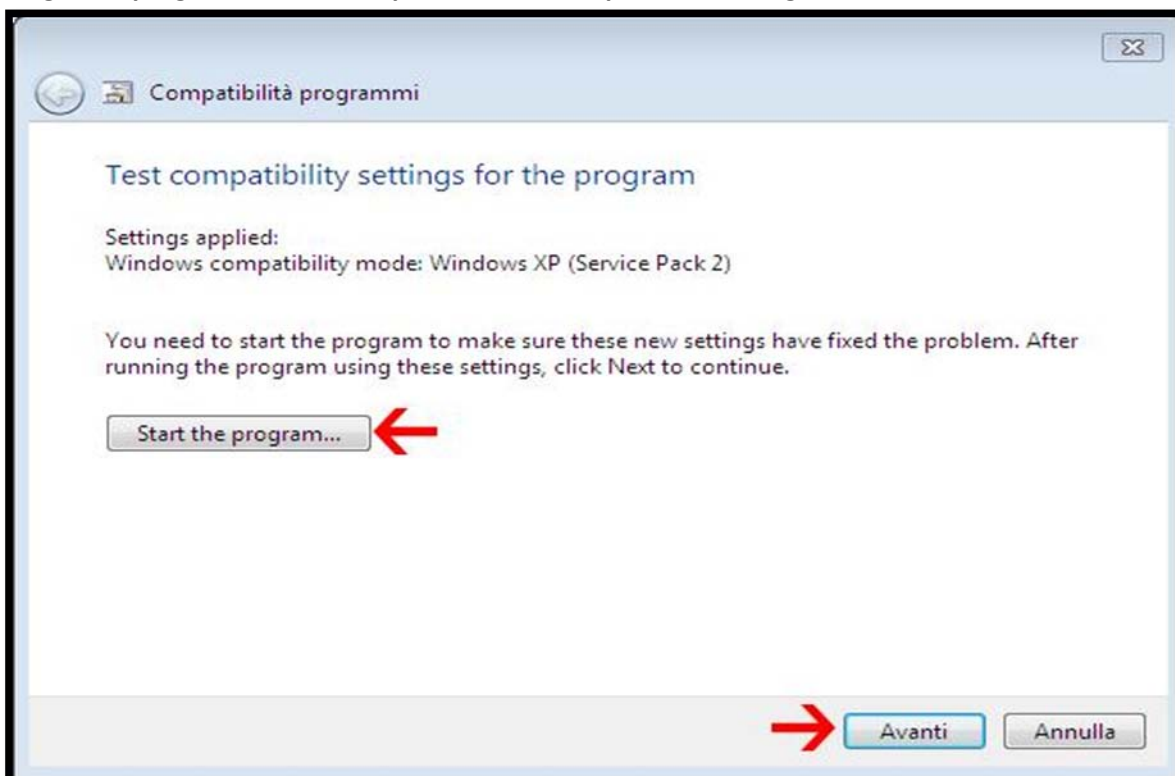 Compatibilità programmi
Test compatibility settings for the program
Settings applied:
Windows compatibility mode: Windows XP (Service Pack 2)
You need to start the program to make sure these new settings have fixed the problem. After
running the program using these settings, click Next to continue.
Start the program...
Avanti Annulla